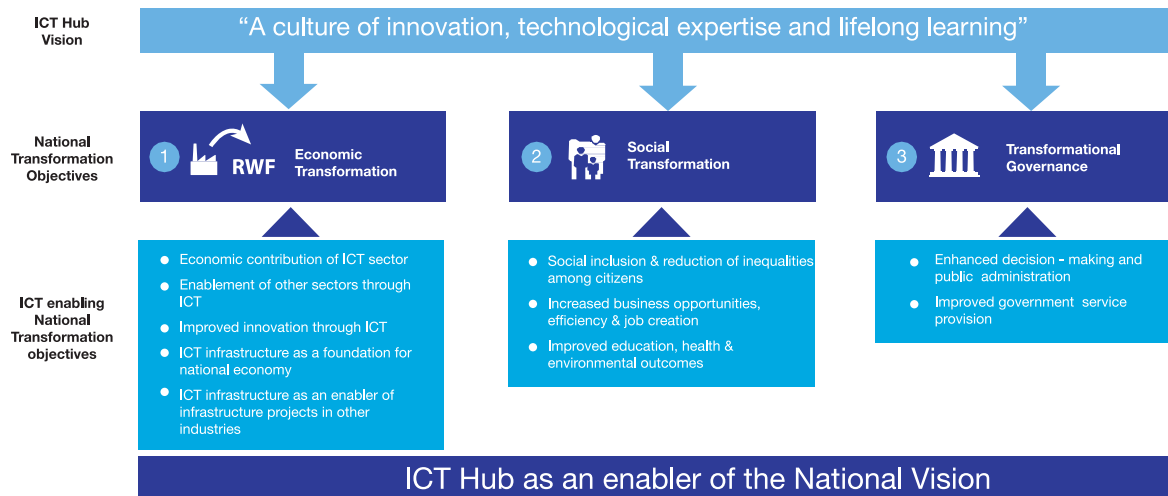 ICT Hub
Vision
“A culture of innovation, technological expertise and lifelong learning”
National
Transformation
Objectives
1
RWF
Economic
Transformation
2
Social
Transformation
3
Transformational
Governance
ICT enabling
National
Transformation
objectives
Economic contribution of ICT sector
Enablement of other sectors through
ICT
Improved innovation through ICT
ICT infrastructure as a foundation for
national economy
ICT infrastructure as an enabler of
infrastructure projects in other
industries
Social inclusion & reduction of inequalities
among citizens
Increased business opportunities,
efficiency & job creation
Improved education, health &
environmental outcomes
Enhanced decision - making and
public administration
Improved government service
provision
ICT Hub as an enabler of the National Vision